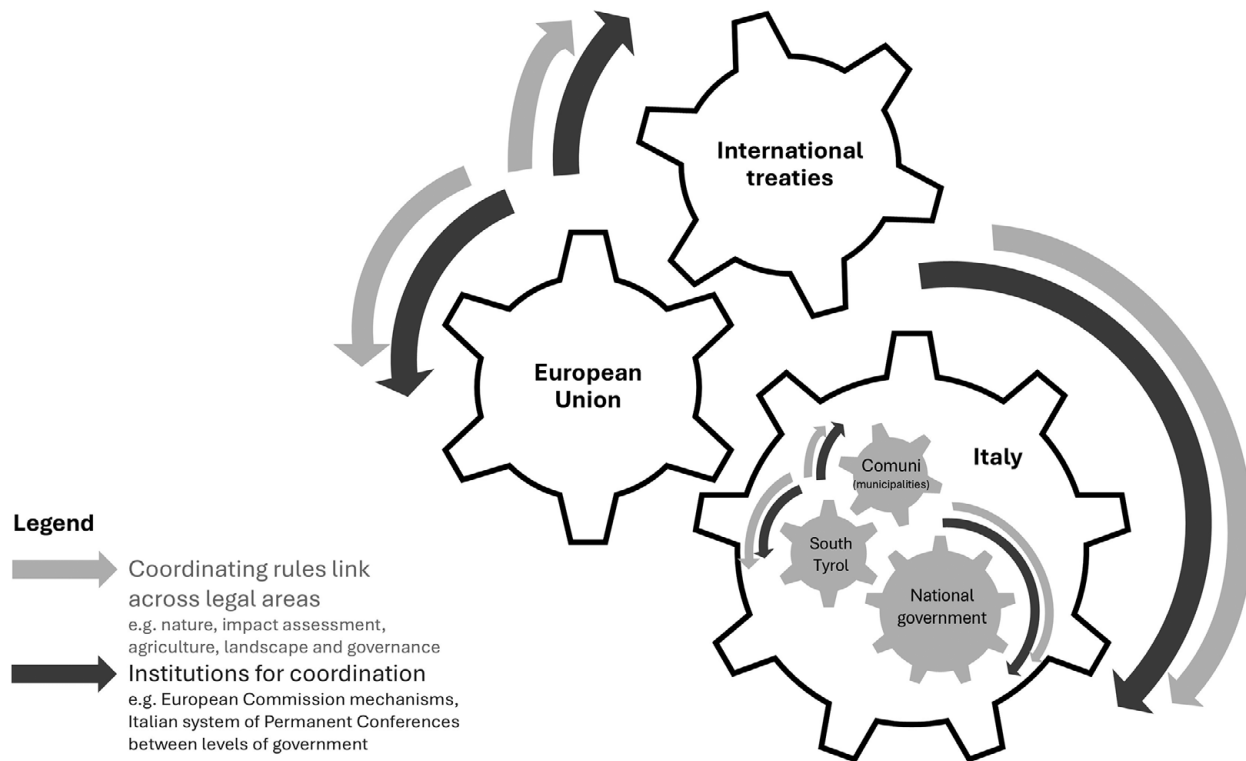 International
treaties
European
Union
Italy
Comuni
(municipalities)
South
Tyrol
National
government
Legend
Coordinating rules link
across legal areas
e.g. nature, impact assessment,
agriculture, landscape and governance
Institutions for coordination
e.g. European Commission mechanisms,
Italian system of Permanent Conferences
between levels of government